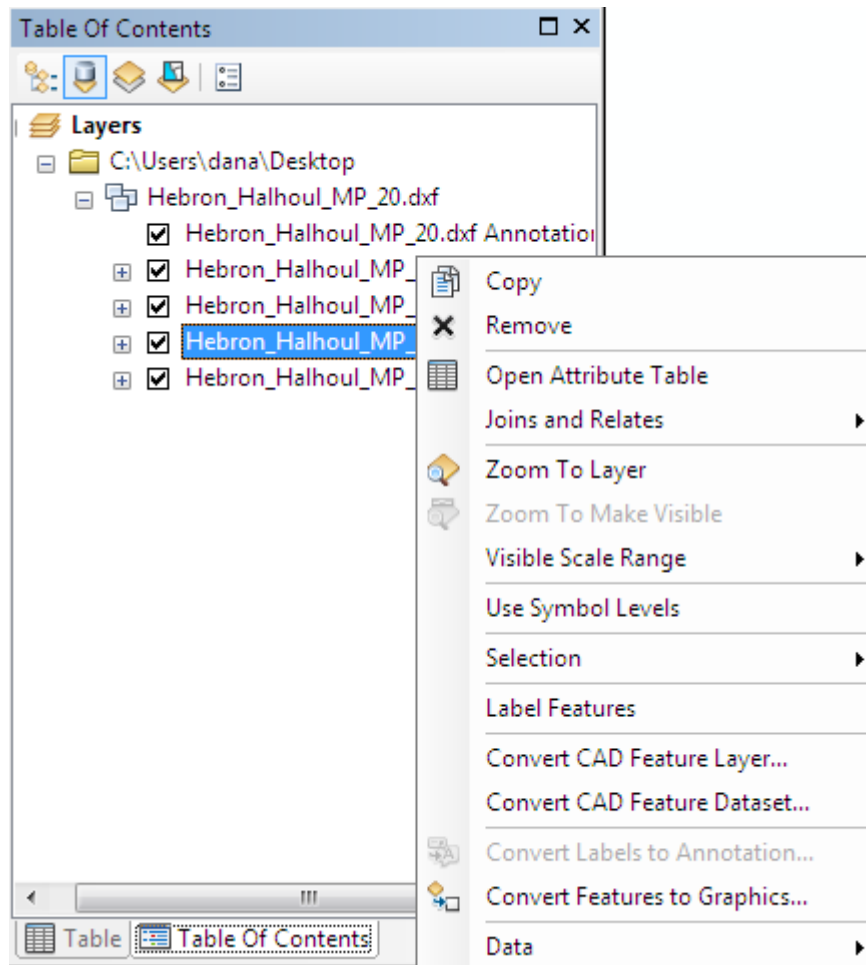 Table Of Contents
Layers
C:\Users\dana\Desktop
Hebron_Halhoul_MP_20.dxf
Hebron_Halhoul_MP_20.dxf Annotation
Hebron_Halhoul_MP_
Hebron_Halhoul_MP_
Hebron_Halhoul_MP_
Hebron_Halhoul_MP_
Copy
Remove
Open Attribute Table
Joins and Relates
Zoom To Layer
Zoom To Make Visible
Visible Scale Range
Use Symbol Levels
Selection
Label Features
Convert CAD Feature Layer...
Convert CAD Feature Dataset...
Convert Labels to Annotation...
Convert Features to Graphics...
Data
Table
Table Of Contents